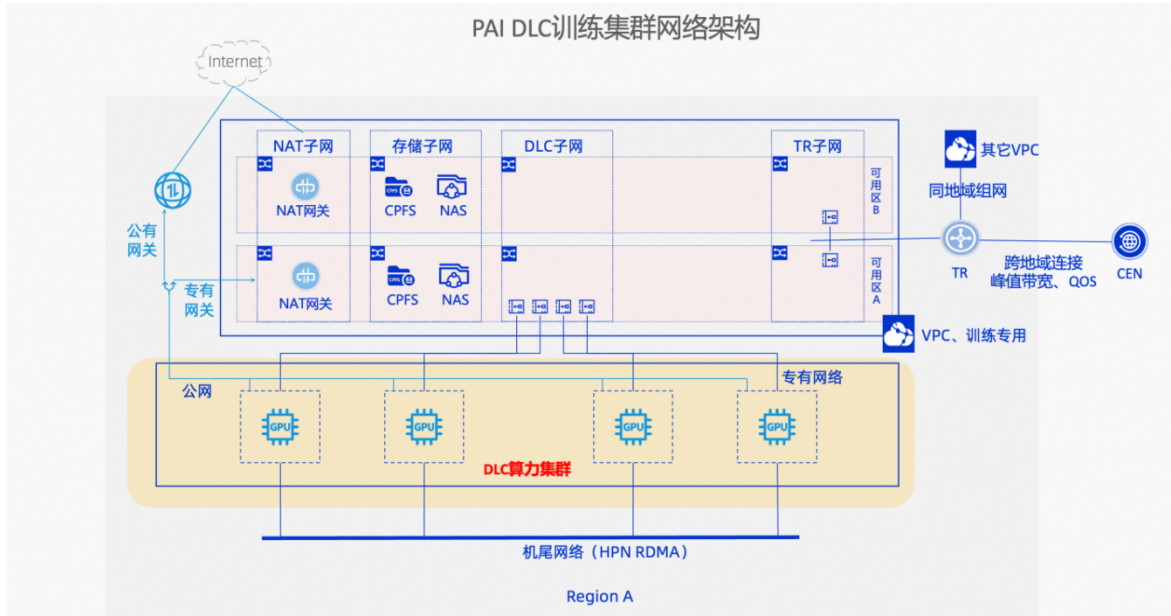 PAI DLC训练集群网络架构
Internet
NAT子网
存储子网
DLC子网
TR子网
NAT网关
CPFS
NAS
可用区B
其它VPC
同地域组网
公有网关
专有网关
NAT网关
CPFS
NAS
可用区A
TR
跨地域连接
峰值带宽、QOS
CEN
VPC、训练专用
公网
专有网络
GPU
GPU
GPU
GPU
DLC算力集群
机尾网络（HPN RDMA）
Region A